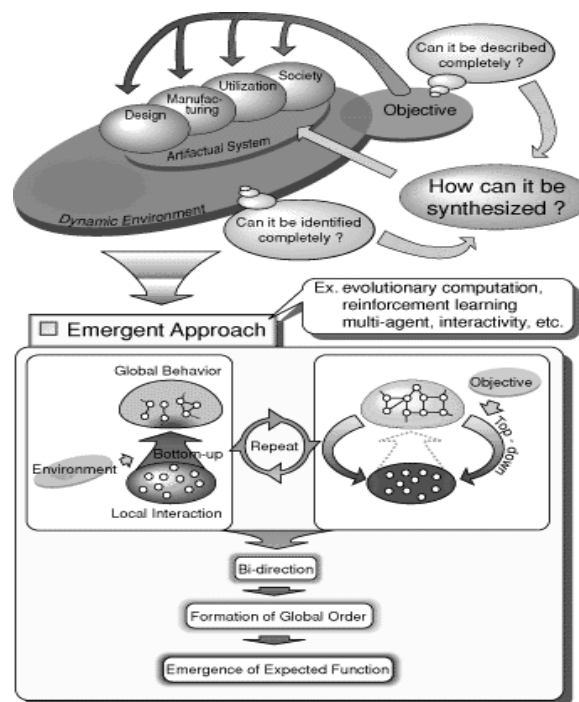 Can it be described
completely ?
Society
Utilization
Manufac-
turing
Design
Objective
Artifactual System
How can it be
synthesized ?
Dynamic Environment
Can it be identified
completely ?
Ex. evolutionary computation,
reinforcement learning
multi-agent, interactivity, etc.
Emergent Approach
Global Behavior
Objective
Top - down
Repeat
Bottom-up
Environment
Local Interaction
Bi-direction
Formation of Global Order
Emergence of Expected Function